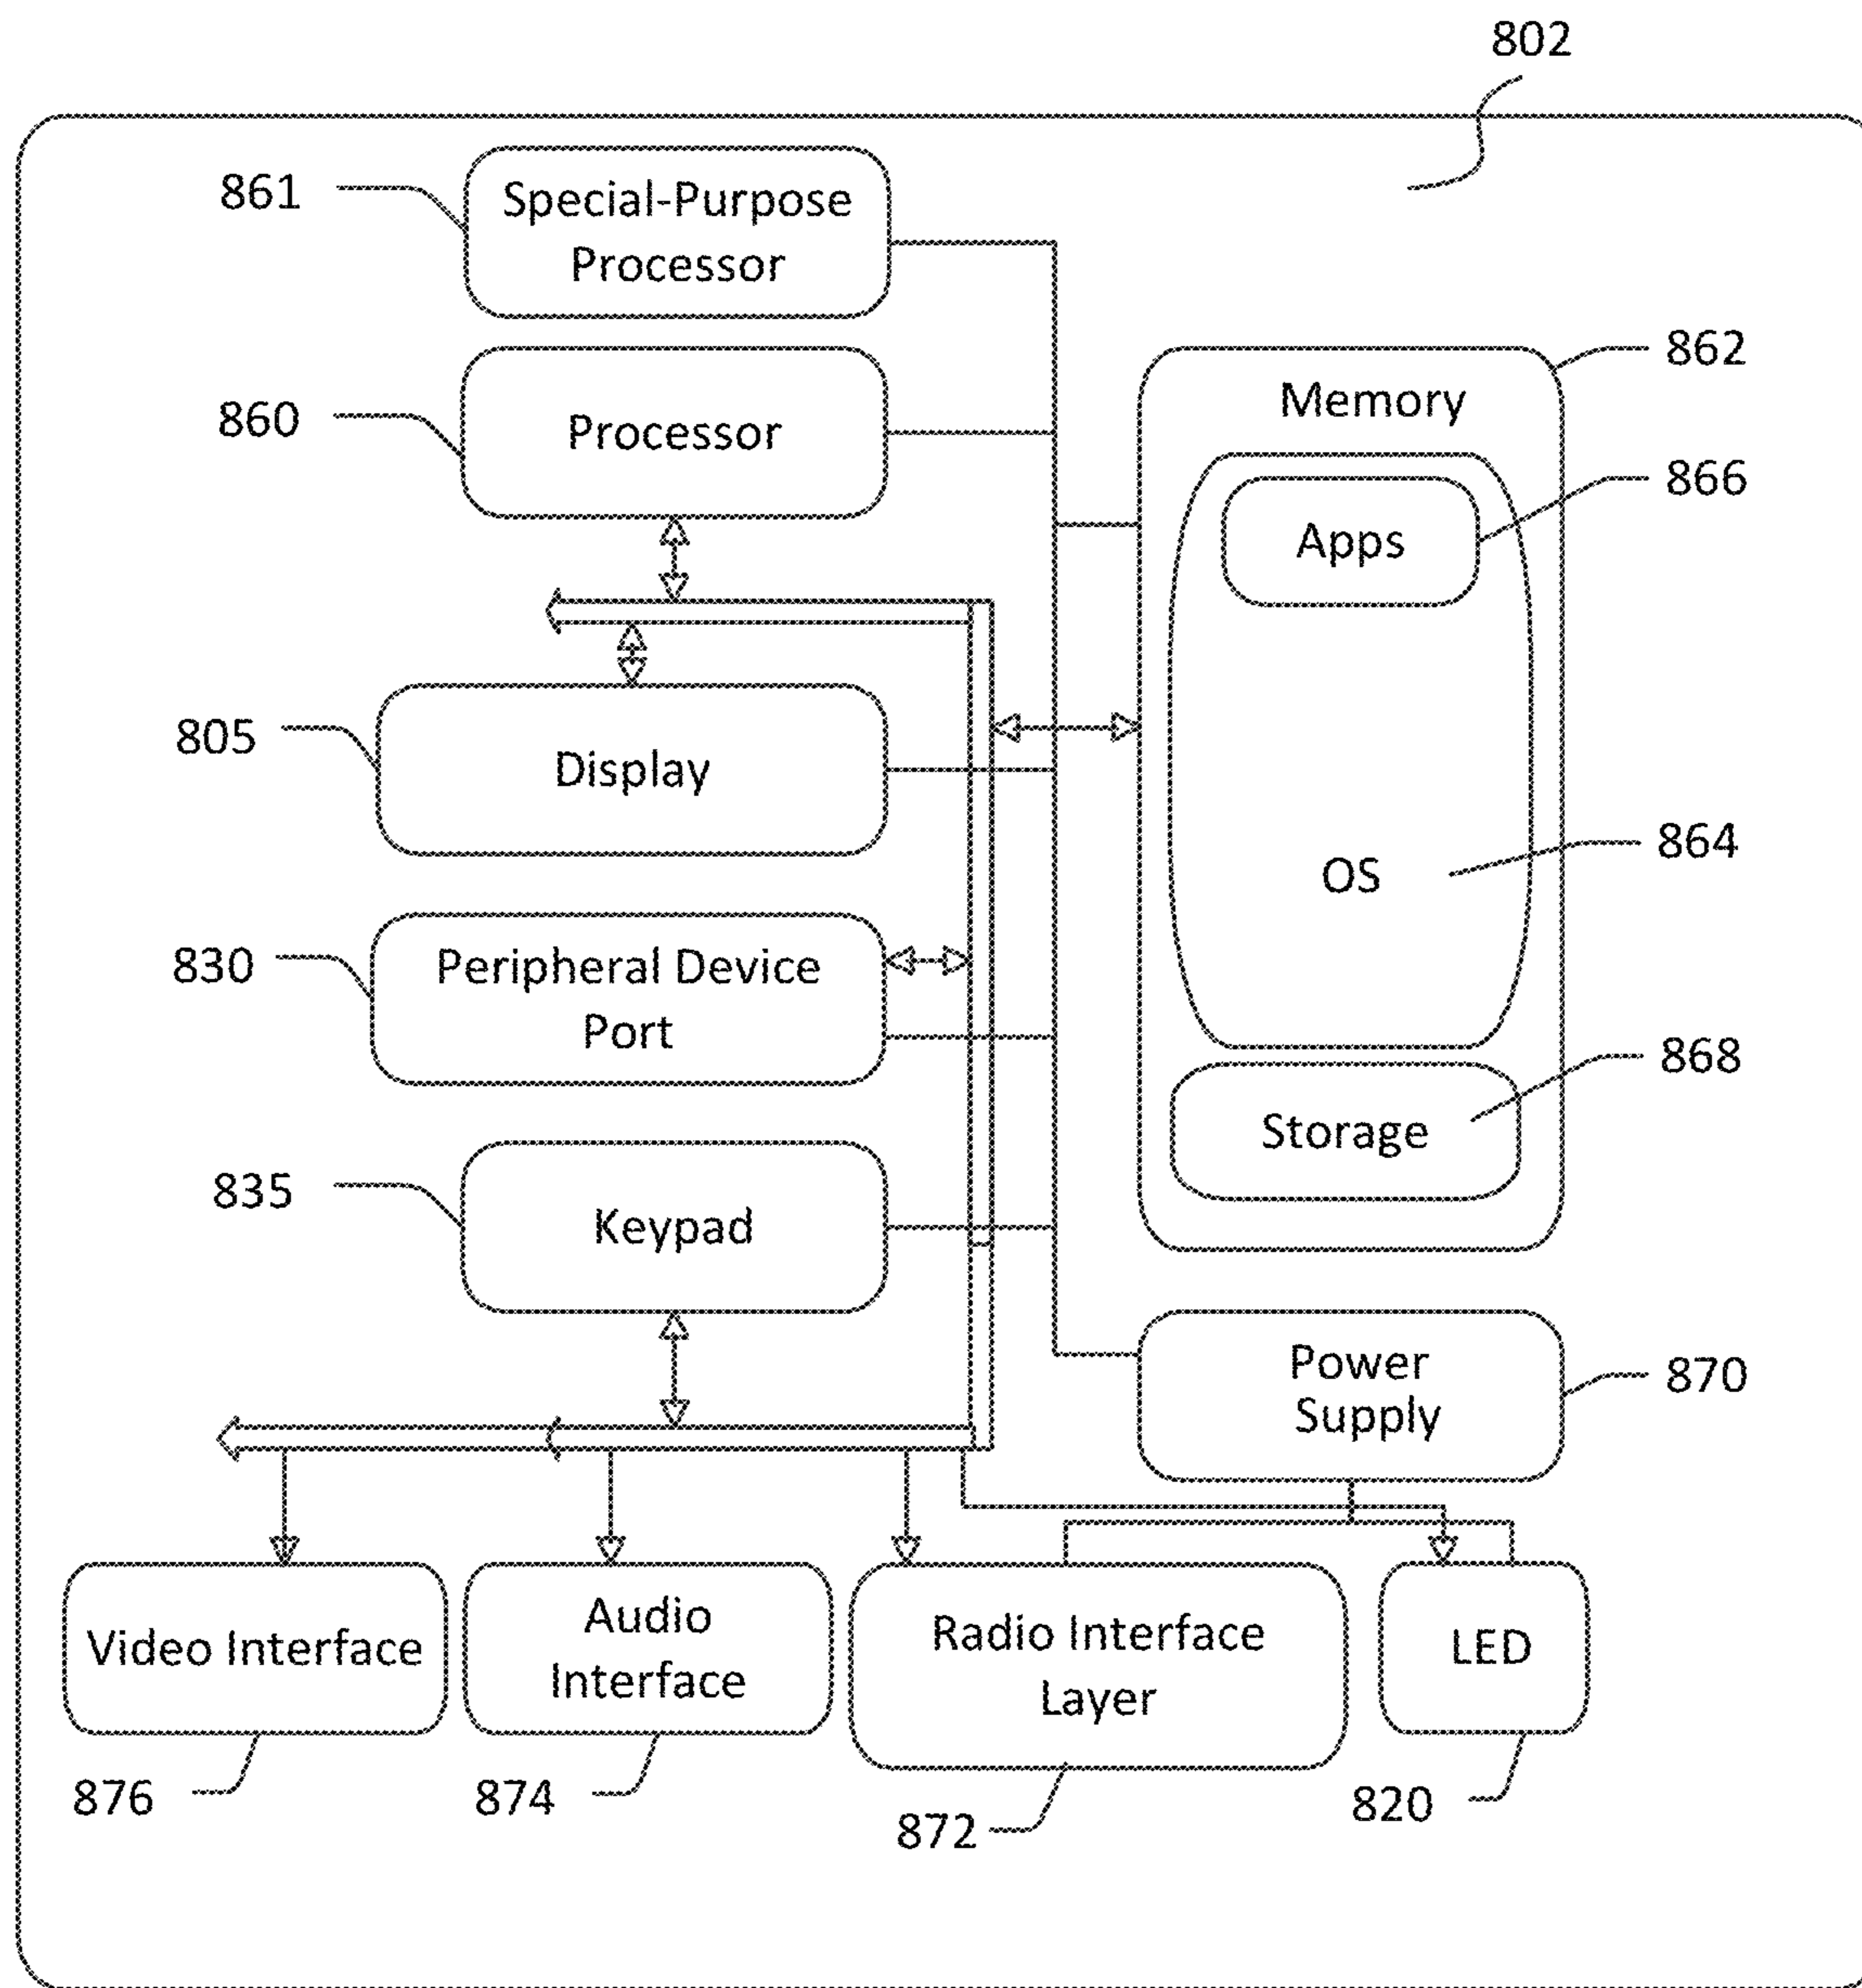 802
861
Special-Purpose
Processor
862
Memory
860
Processor
866
Apps
805
Display
864
OS
830
Peripheral Device
Port
868
Storage
835
Keypad
870
Power
Supply
Video Interface
Audio
Interface
Radio Interface
Layer
LED
876
874
872
820